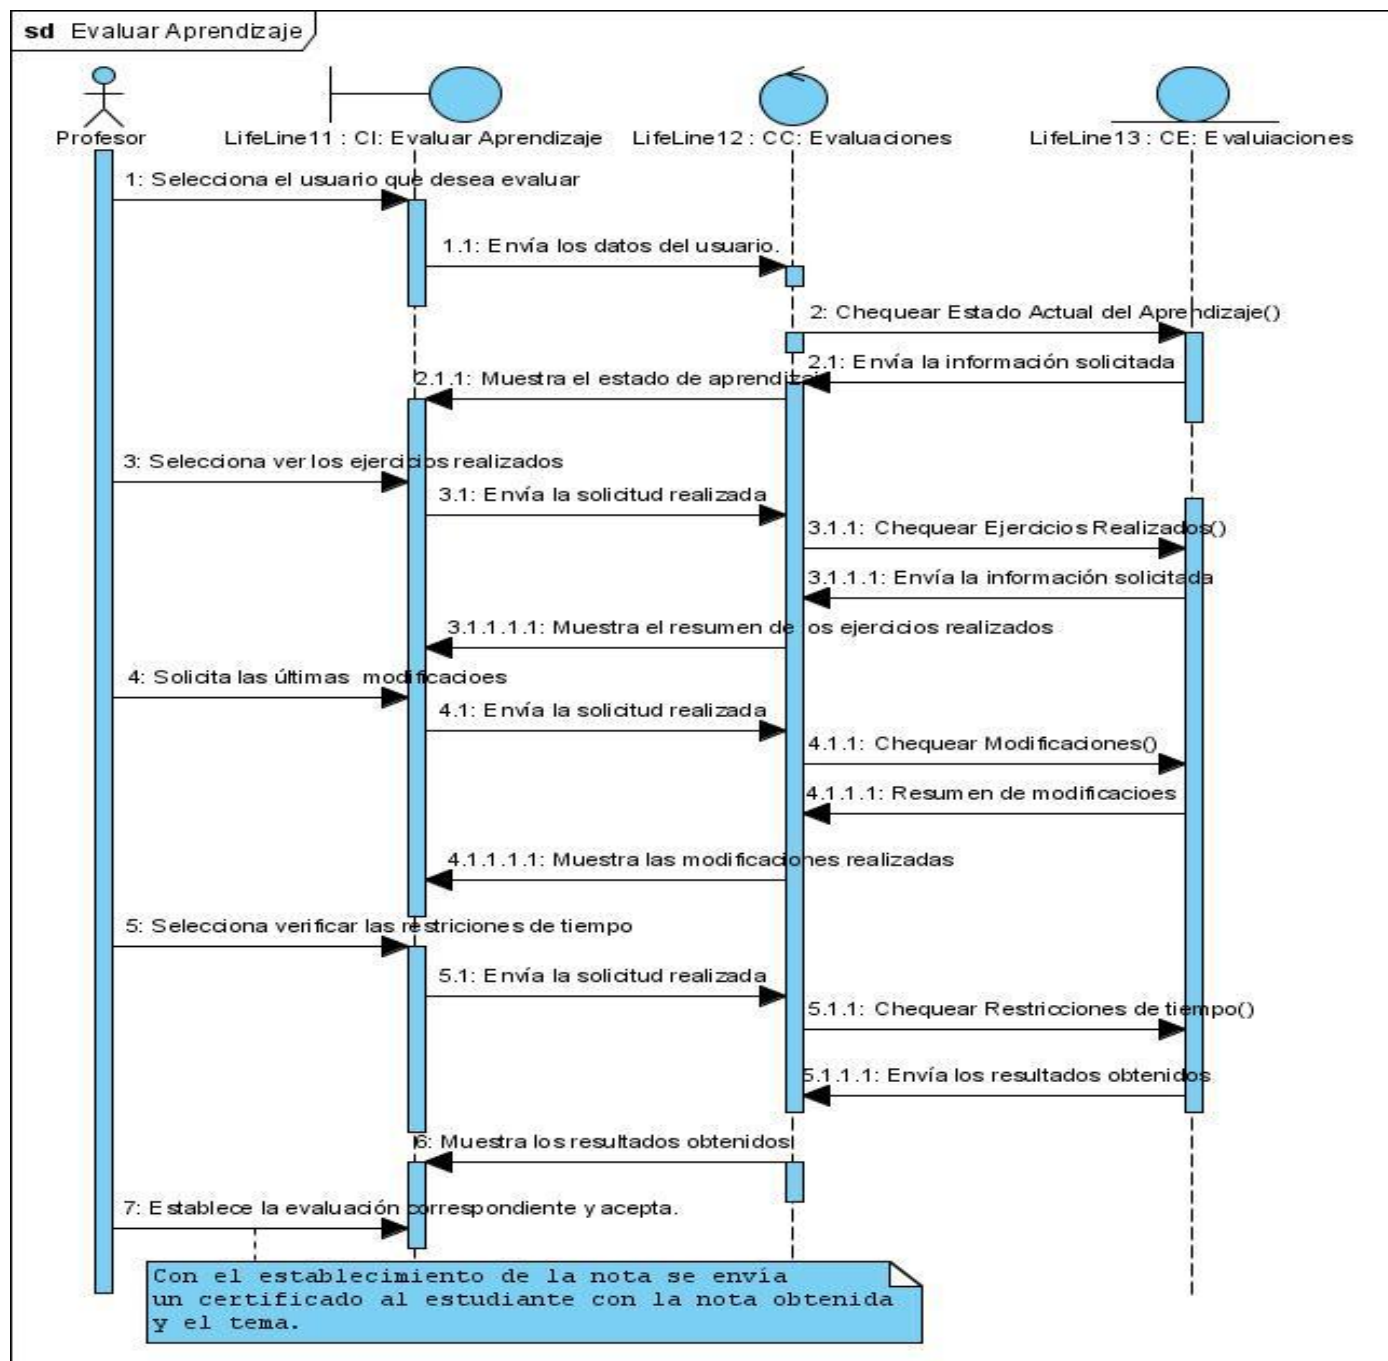 sd Evaluar Aprendizaje
Profesor
LifeLine11 : CI: Evaluar Aprendizaje
LifeLine12 : CC: Evaluaciones
LifeLine13 : CE: Evaluiaciones
1: Selecciona el usuario que desea evaluar
1.1: Envía los datos del usuario.
2: Chequear Estado Actual del Aprendizaje()
2.1: Envía la información solicitada
2.1.1: Muestra el estado de aprendizaje
3: Selecciona ver los ejercicios realizados
3.1: Envía la solicitud realizada
3.1.1: Chequear Ejercicios Realizados()
3.1.1.1: Envía la información solicitada
3.1.1.1.1: Muestra el resumen de los ejercicios realizados
4: Solicita las últimas modificacioes
4.1: Envía la solicitud realizada
4.1.1: Chequear Modificaciones()
4.1.1.1: Resumen de modificacioes
4.1.1.1.1: Muestra las modificaciones realizadas
5: Selecciona verificar las restriciones de tiempo
5.1: Envía la solicitud realizada
5.1.1: Chequear Restricciones de tiempo()
5.1.1.1: Envía los resultados obtenidos
6: Muestra los resultados obtenidos
7: Establece la evaluación correspondiente y acepta.
Con el establecimiento de la nota se envía
un certificado al estudiante con la nota obtenida
y el tema.